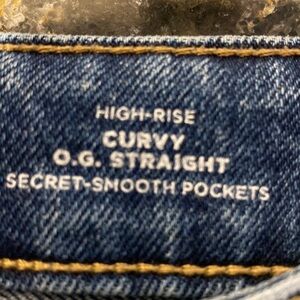 HIGH-RISE
CURVY
O.G. STRAIGHT
SECRET-SMOOTH POCKETS